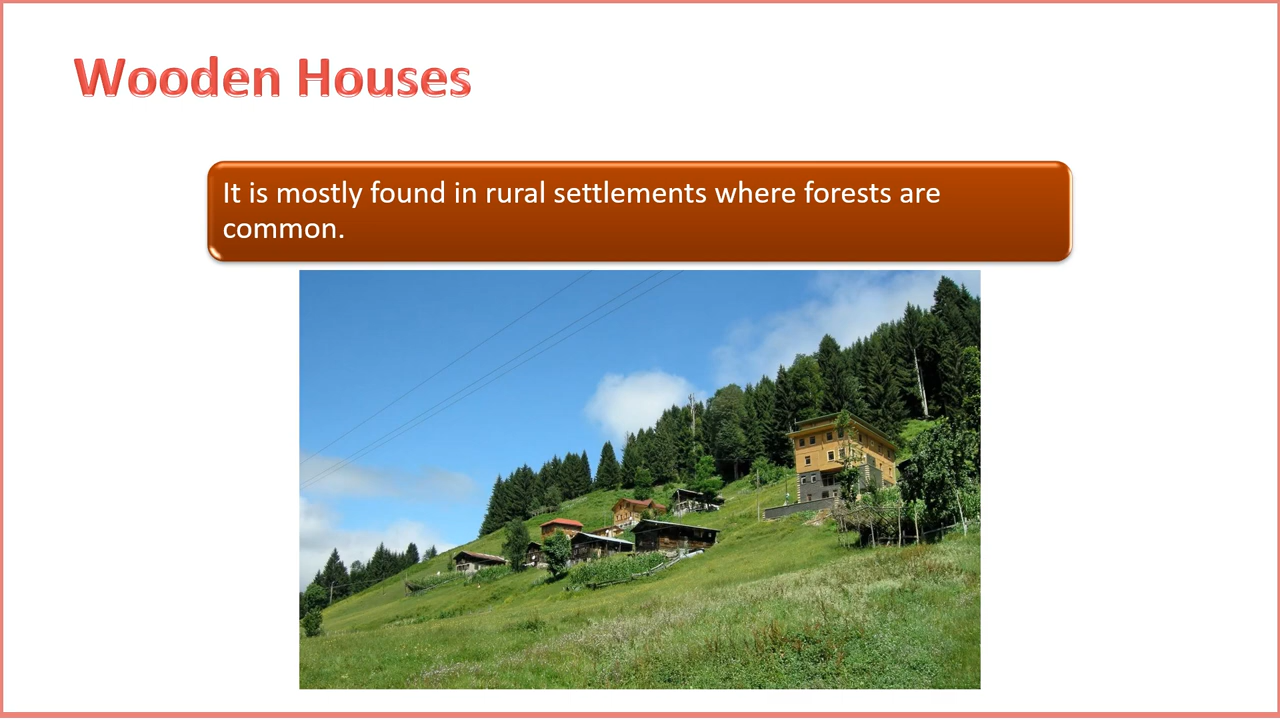 Wooden Houses
It is mostly found in rural settlements where forests are
common.